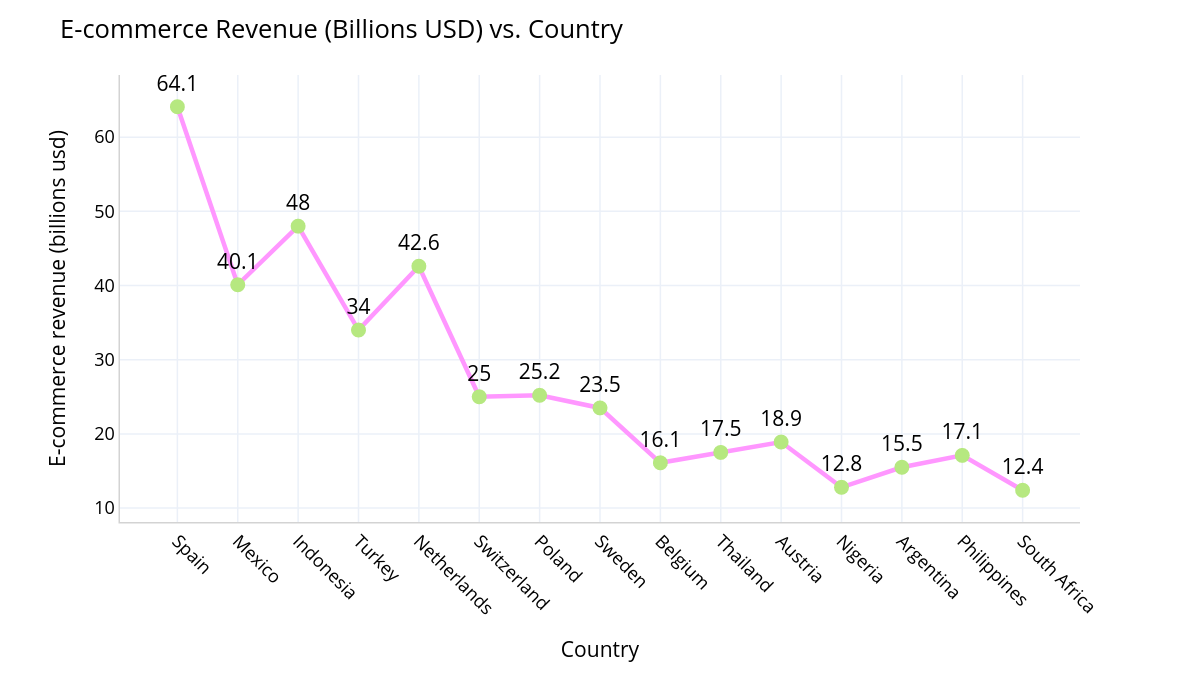 E-commerce Revenue (Billions USD) vs. Country
E-commerce revenue (billions usd)
60
50
40
30
20
10
64.1
40.1
48
34
42.6
25
25.2
23.5
16.1
17.5
18.9
12.8
15.5
17.1
12.4
Spain
Mexico
Indonesia
Turkey
Netherlands
Switzerland
Poland
Sweden
Belgium
Thailand
Austria
Nigeria
Argentina
Philippines
South Africa
Country